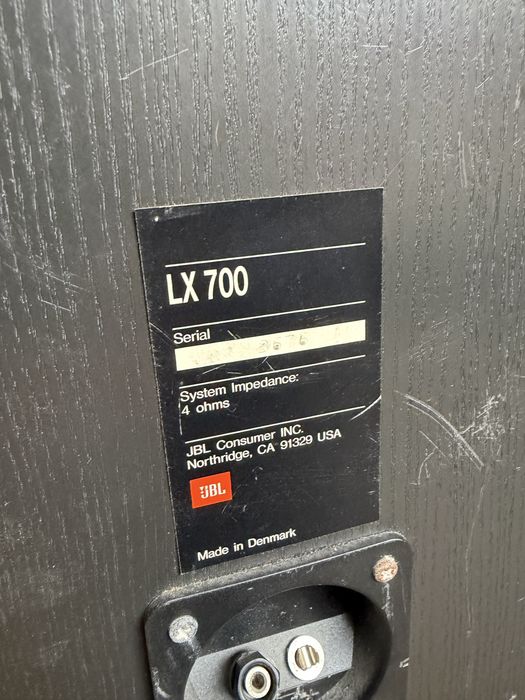 LX 700
Serial
System Impedance:
4 ohms
JBL Consumer INC.
Northridge, CA 91329 USA
JBL
Made in Denmark